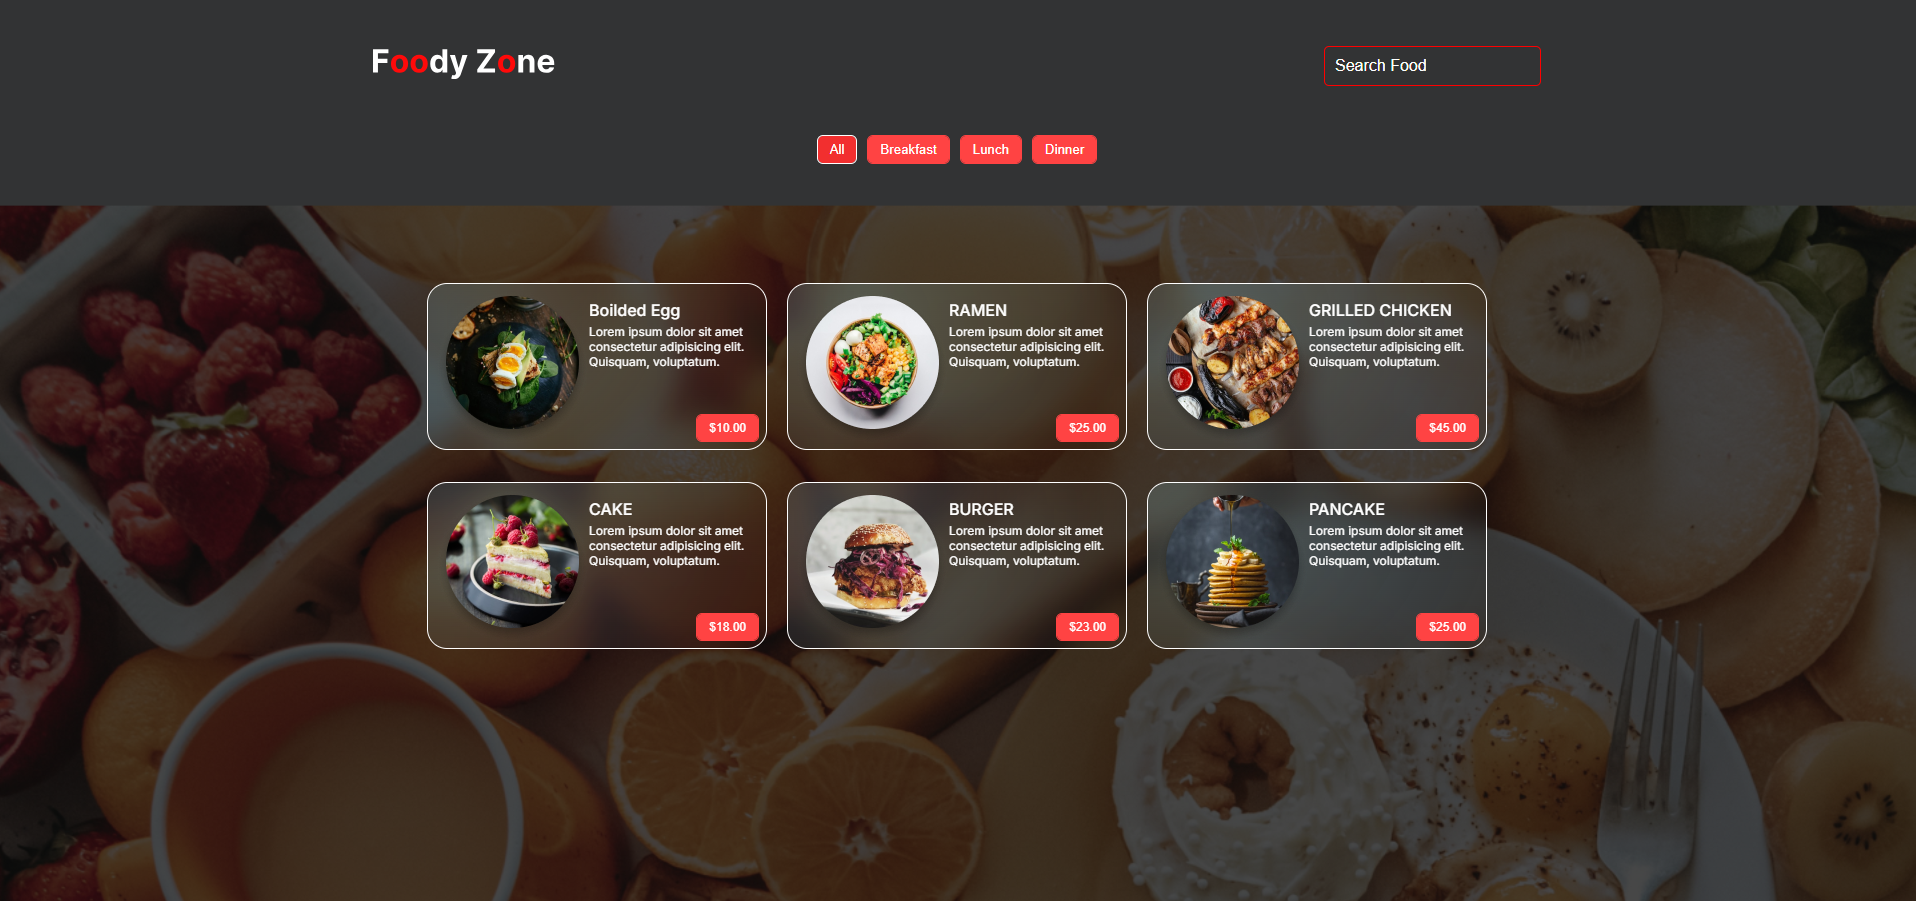 Foody Zone
Search Food
All
Breakfast
Lunch
Dinner
Boilded Egg
Lorem ipsum dolor sit amet
consectetur adipisicing elit.
Quisquam, voluptatum.
$10.00
RAMEN
Lorem ipsum dolor sit amet
consectetur adipisicing elit.
Quisquam, voluptatum.
$25.00
GRILLED CHICKEN
Lorem ipsum dolor sit amet
consectetur adipisicing elit.
Quisquam, voluptatum.
$45.00
CAKE
Lorem ipsum dolor sit amet
consectetur adipisicing elit.
Quisquam, voluptatum.
$18.00
BURGER
Lorem ipsum dolor sit amet
consectetur adipisicing elit.
Quisquam, voluptatum.
$23.00
PANCAKE
Lorem ipsum dolor sit amet
consectetur adipisicing elit.
Quisquam, voluptatum.
$25.00